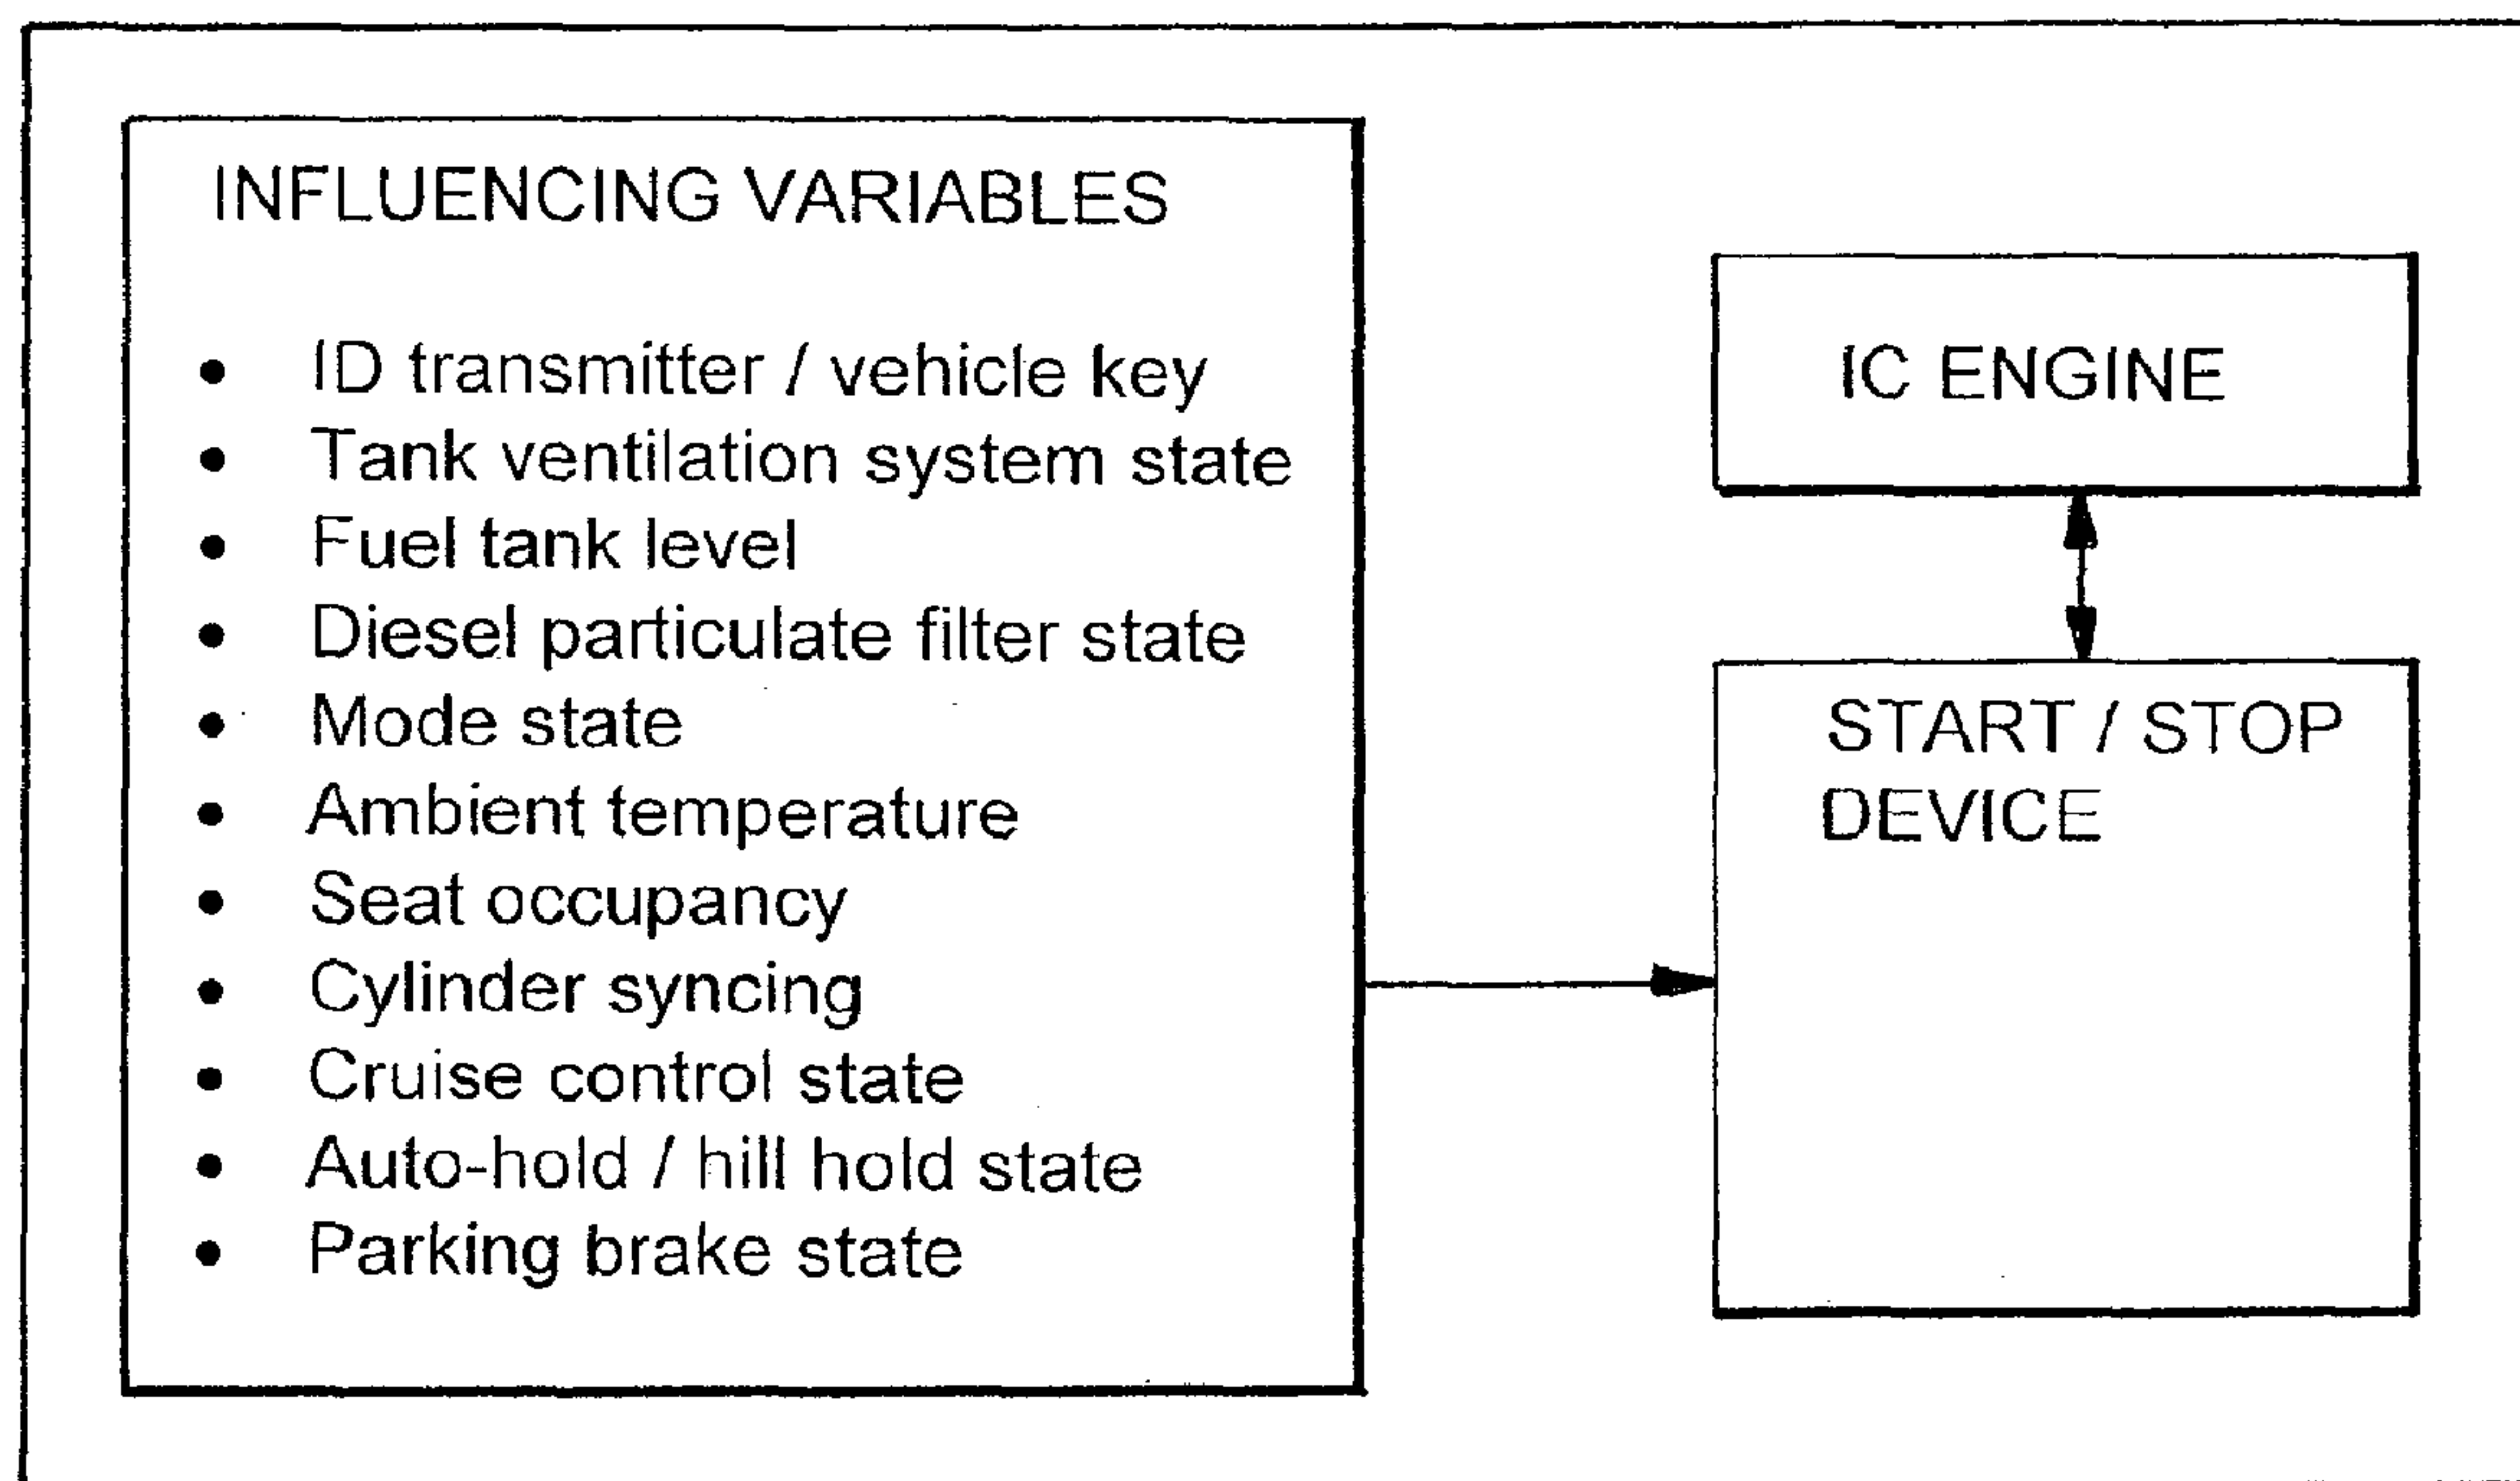 INFLUENCING VARIABLES
• ID transmitter / vehicle key
• Tank ventilation system state
• Fuel tank level
• Diesel particulate filter state
• Mode state
• Ambient temperature
• Seat occupancy
• Cylinder syncing
• Cruise control state
• Auto-hold / hill hold state
• Parking brake state
IC ENGINE
START / STOP
DEVICE